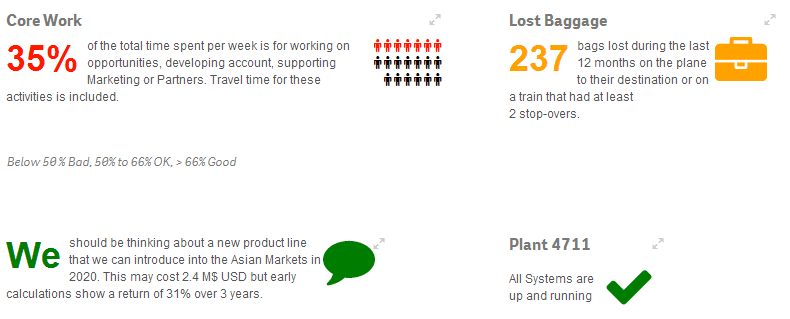 Core Work
35% of the total time spent per week is for working on
opportunities, developing account, supporting
Marketing or Partners. Travel time for these
activities is included.
Below 50% Bad, 50% to 66% OK, > 66% Good
Lost Baggage
237 bags lost during the last
12 months on the plane
to their destination or on
a train that had at least
2 stop-overs.
We should be thinking about a new product line
that we can introduce into the Asian Markets in
2020. This may cost 2.4 M$ USD but early
calculations show a return of 31% over 3 years.
Plant 4711
All Systems are
up and running